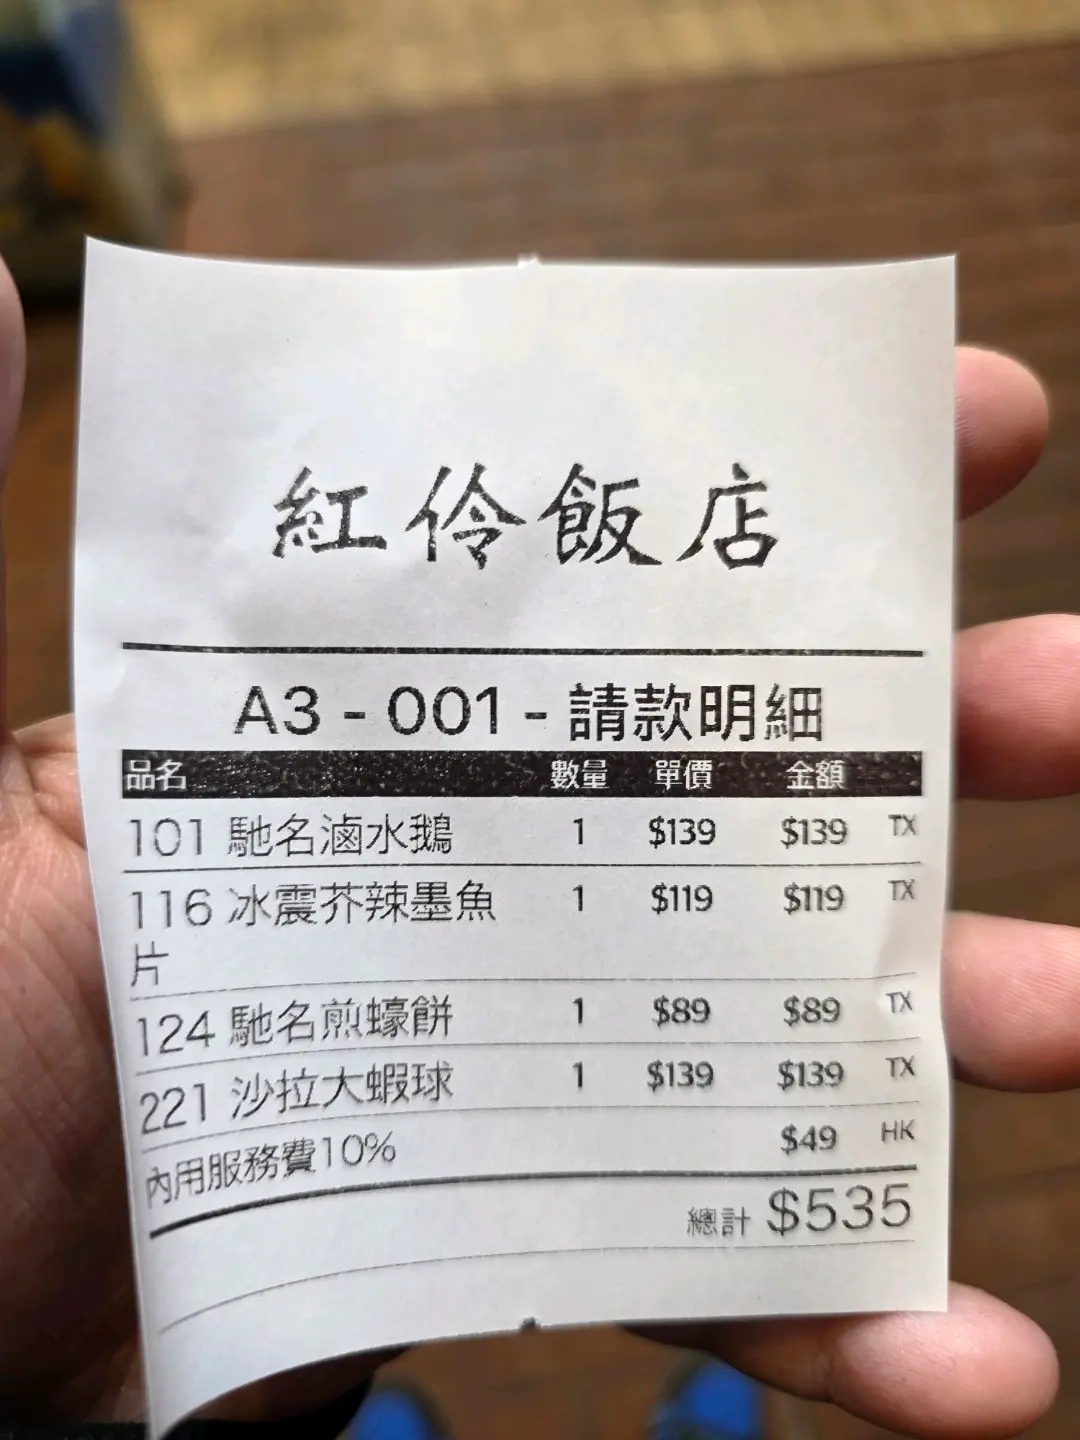 紅伶飯店
A3 - 001 - 請款明細
品名 數量 單價 金額
101 馳名滷水鵝 1 $139 $139 TX
116 冰震芥辣墨魚 1 $119 $119 TX
片
124 馳名煎蠔餅 1 $89 $89 TX
221 沙拉大蝦球 1 $139 $139 TX
內用服務費10% $49 HK
總計 $535